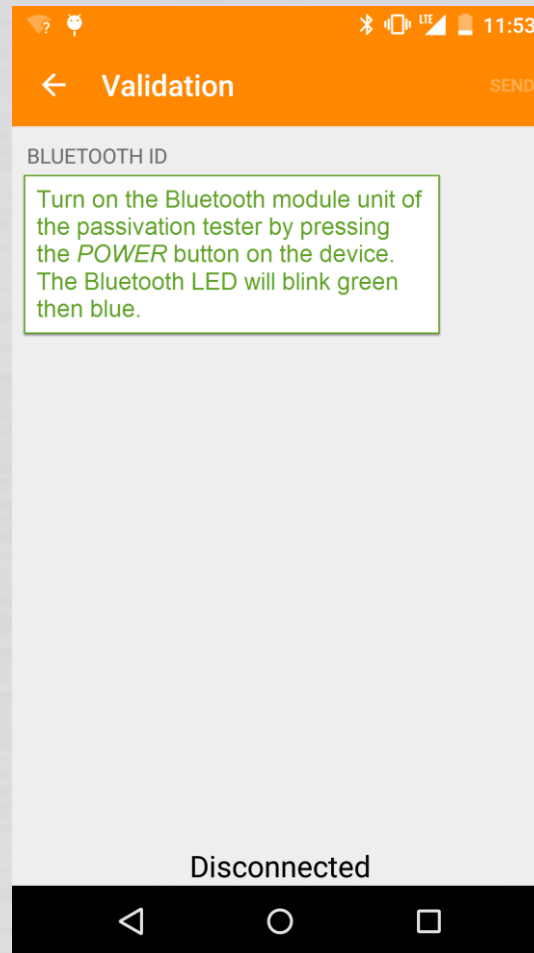 ? LTE 11:53
Validation SEND
BLUETOOTH ID
Turn on the Bluetooth module unit of
the passivation tester by pressing
the POWER button on the device.
The Bluetooth LED will blink green
then blue.
Disconnected